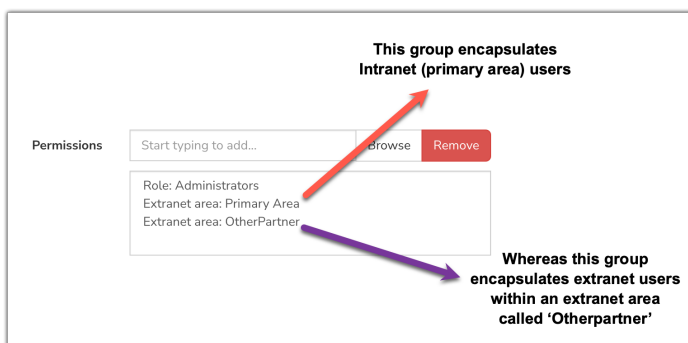 This group encapsulates
Intranet (primary area) users
Permissions
Start typing to add...
Browse
Remove
Role: Administrators
Extranet area: Primary Area
Extranet area: OtherPartner
Whereas this group
encapsulates extranet users
within an extranet area
called ‘Otherpartner’